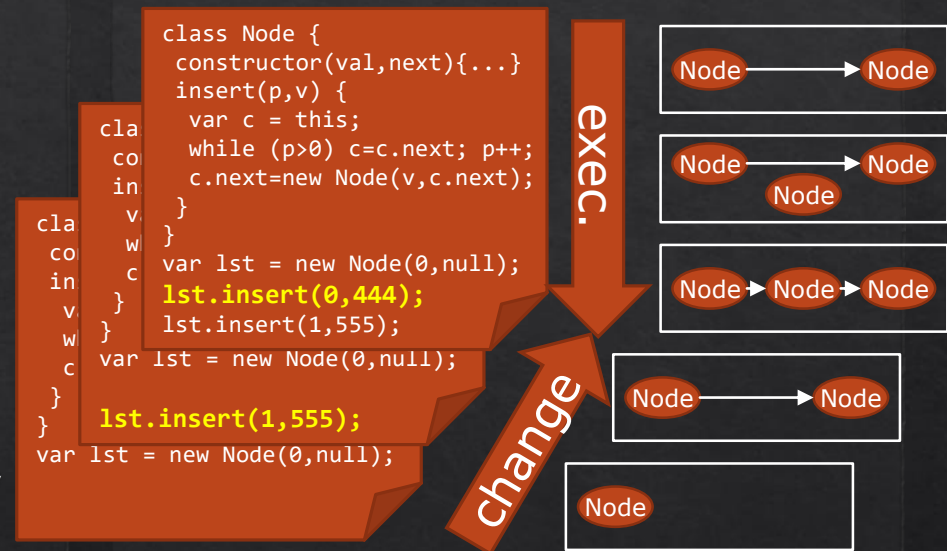 class Node {
constructor(val,next){...}
insert(p,v) {
var c = this;
while (p>0) c=c.next; p++;
c.next=new Node(v,c.next);
}
}
var lst = new Node(0,null);
lst.insert(0,444);
lst.insert(1,555);
cla
co
in
v
w
c
}
}
var lst = new Node(0,null);
lst.insert(1,555);
cla
co
in
v
w
c
}
}
var lst = new Node(0,null);
exec.
change
Node Node
Node Node
Node
Node Node Node
Node Node
Node